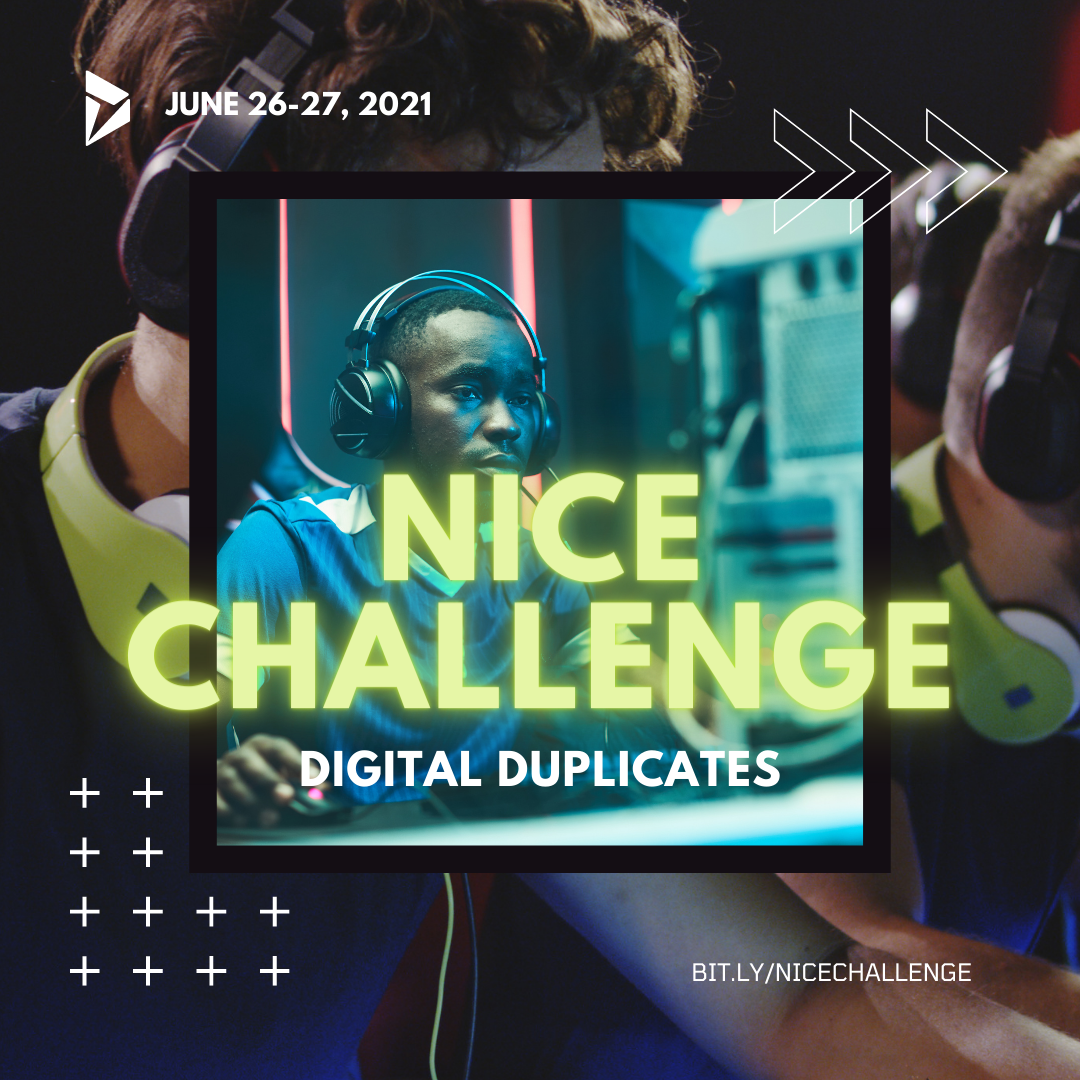 JUNE 26-27, 2021
NICE
CHALLENGE
DIGITAL DUPLICATES
BIT.LY/NICECHALLENGE